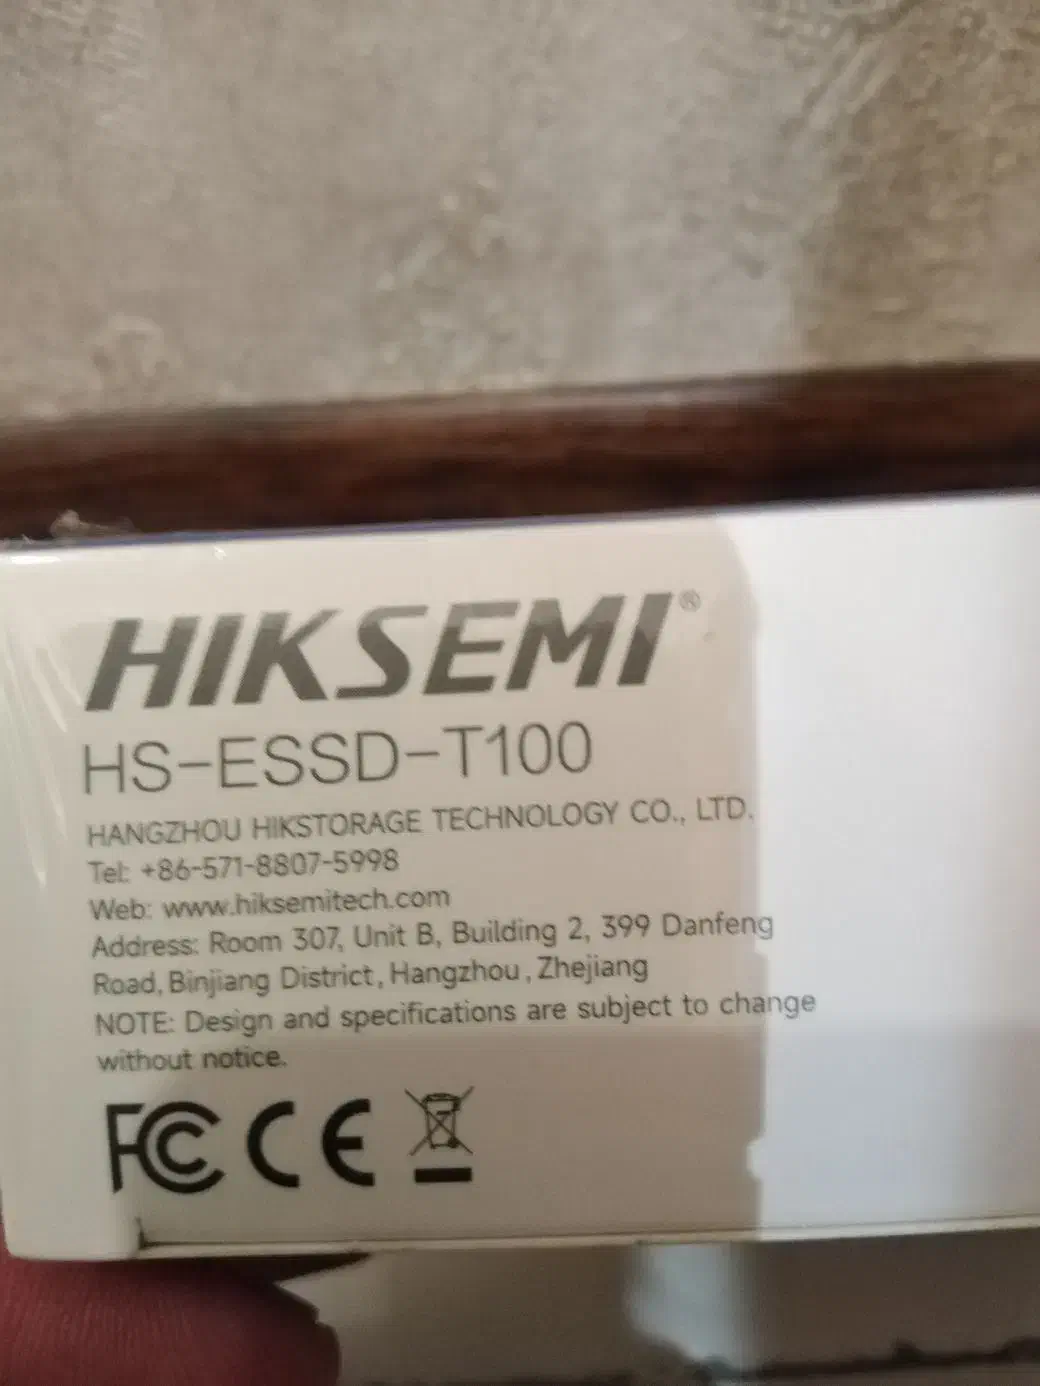 HIKSEMI®
HS-ESSD-T100
HANGZHOU HIKSTORAGE TECHNOLOGY CO., LTD.
Tel: +86-571-8807-5998
Web: www.hiksemitech.com
Address: Room 307, Unit B, Building 2, 399 Danfeng
Road, Binjiang District, Hangzhou, Zhejiang
NOTE: Design and specifications are subject to change
without notice.
FC CE